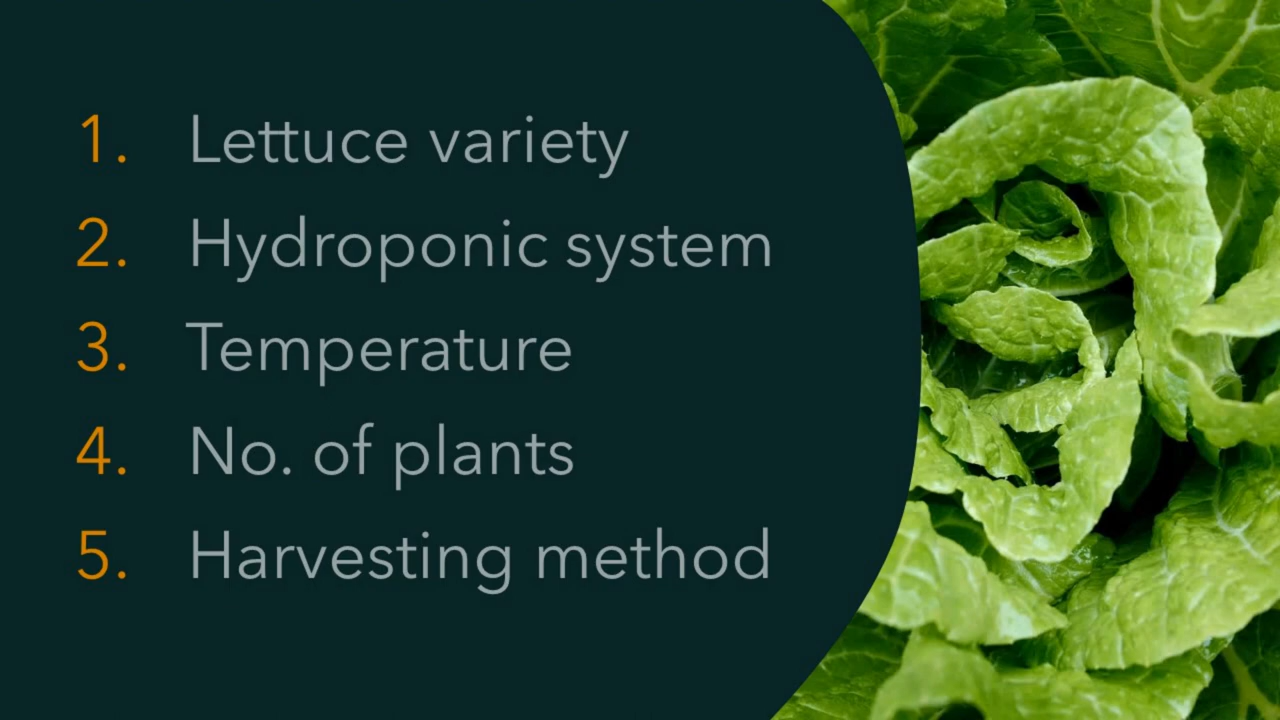 1. Lettuce variety
2. Hydroponic system
3. Temperature
4. No. of plants
5. Harvesting method